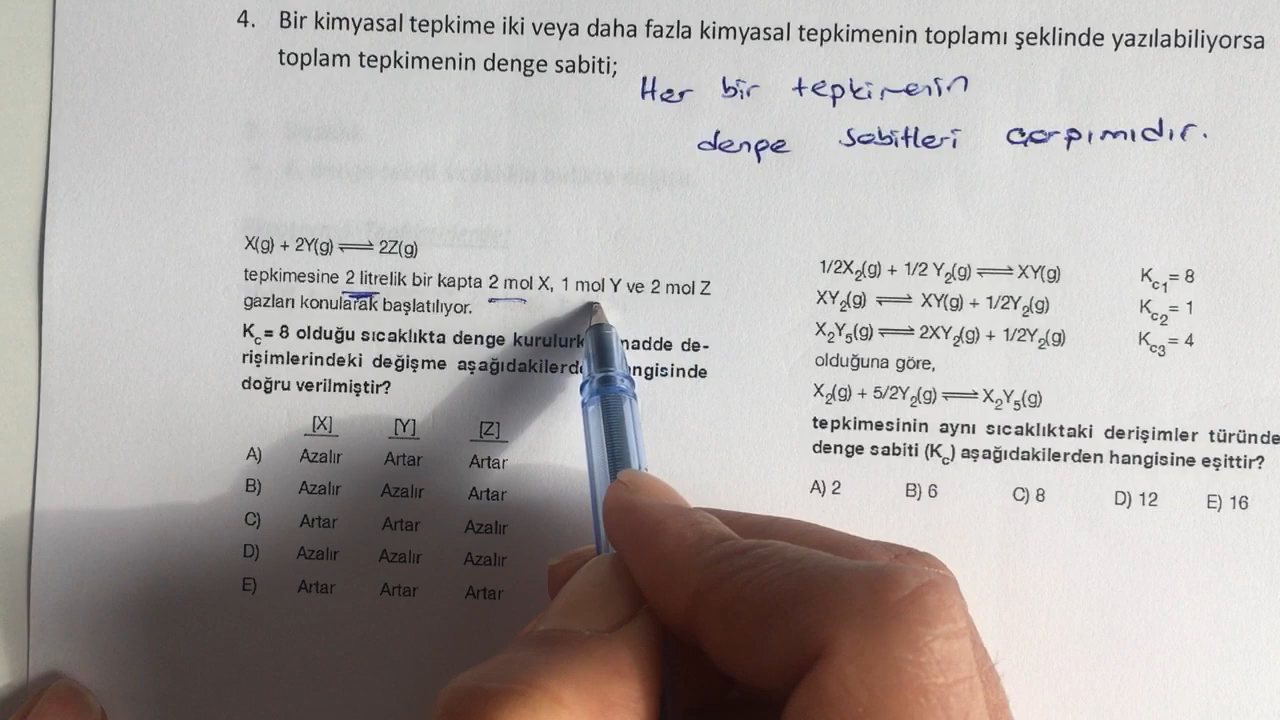 4. Bir kimyasal tepkime iki veya daha fazla kimyasal tepkimenin toplamı şeklinde yazılabiliyorsa
toplam tepkimenin denge sabiti;
Her bir tepkimenin
denge sabitleri çarpımıdır.
X(g) + 2Y(g) ⇌ 2Z(g)
tepkimesine 2 litrelik bir kapta 2 mol X, 1 mol Y ve 2 mol Z
gazları konularak başlatılıyor.
Kc = 8 olduğu sıcaklıkta denge kurulurk madde de-
rişimlerindeki değişme aşağıdakilerd ngisinde
doğru verilmiştir?
[X] [Y] [Z]
A) Azalır Artar Artar
B) Azalır Azalır Artar
C) Artar Artar Azalır
D) Azalır Azalır Azalır
E) Artar Artar Artar
1/2X₂(g) + 1/2 Y₂(g) ⇌ XY(g) Kc₁ = 8
XY₂(g) ⇌ XY(g) + 1/2Y₂(g) Kc₂ = 1
X₂Y₅(g) ⇌ 2XY₂(g) + 1/2Y₂(g) Kc₃ = 4
olduğuna göre,
X₂(g) + 5/2Y₂(g) ⇌ X₂Y₅(g)
tepkimesinin aynı sıcaklıktaki derişimler türünde
denge sabiti (Kc) aşağıdakilerden hangisine eşittir?
A) 2 B) 6 C) 8 D) 12 E) 16